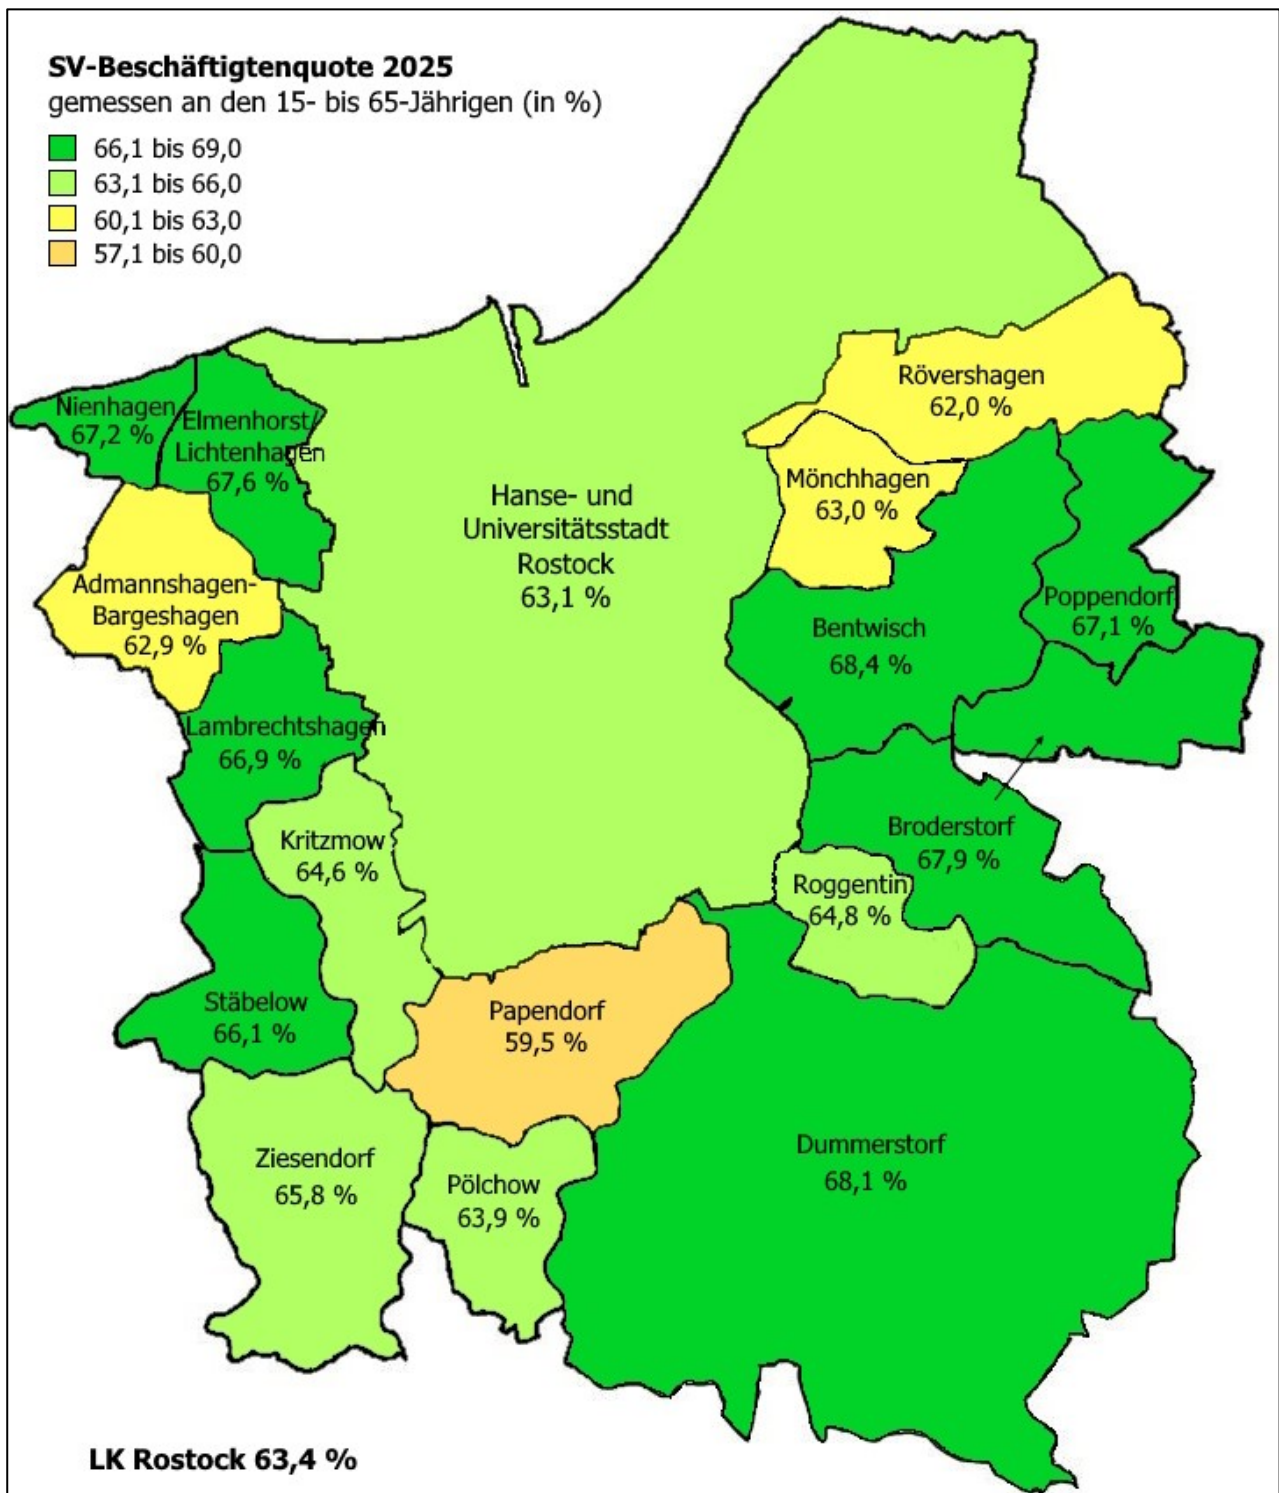 SV-Beschäftigtenquote 2025
gemessen an den 15- bis 65-Jährigen (in %)
66,1 bis 69,0
63,1 bis 66,0
60,1 bis 63,0
57,1 bis 60,0
Rövershagen
62,0 %
Nienhagen
67,2 %
Elmenhorst/
Lichtenhagen
67,6 %
Mönchhagen
63,0 %
Hanse- und
Universitätsstadt
Rostock
63,1 %
Admannshagen-
Bargeshagen
62,9 %
Poppendorf
67,1 %
Bentwisch
68,4 %
Lambrechtshagen
66,9 %
Kritzmow
64,6 %
Broderstorf
67,9 %
Roggentin
64,8 %
Stäbelow
66,1 %
Papendorf
59,5 %
Ziesendorf
65,8 %
Pölchow
63,9 %
Dummerstorf
68,1 %
LK Rostock 63,4 %